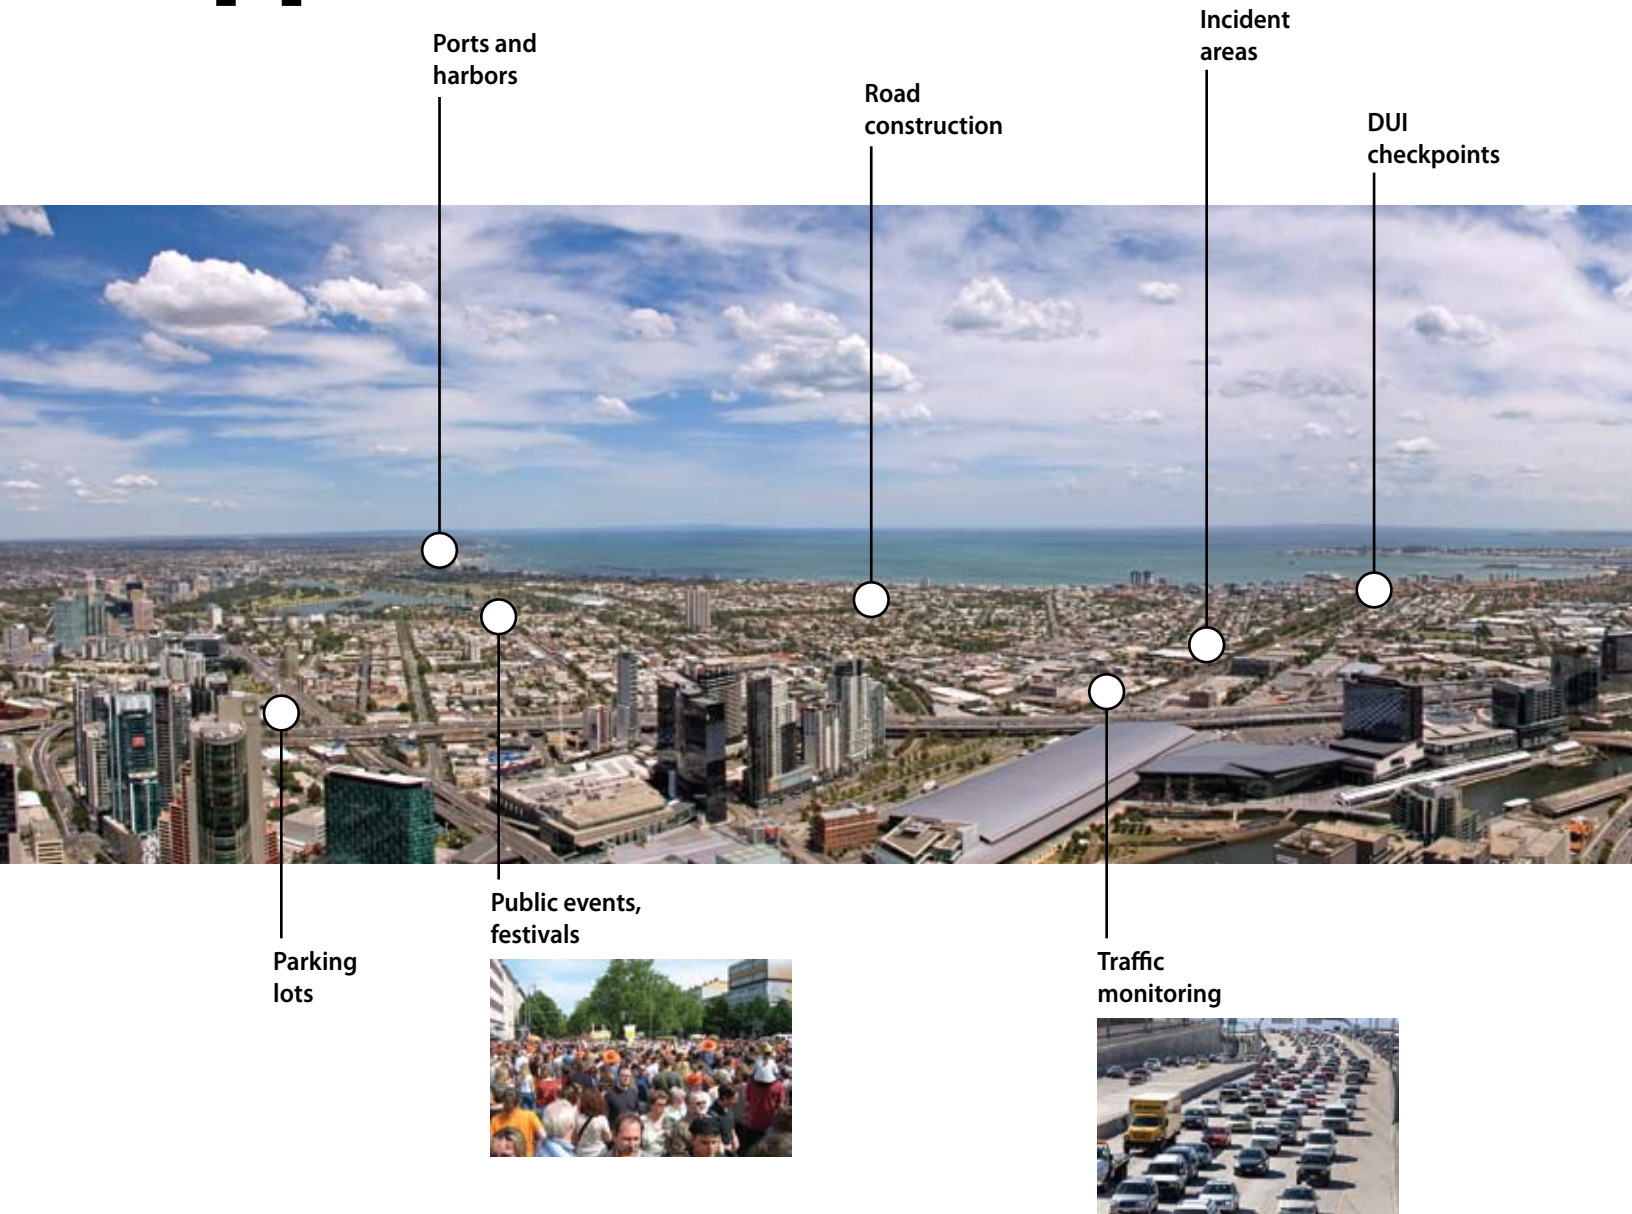 Incident
areas
Ports and
harbors
Road
construction
DUI
checkpoints
Public events,
festivals
Parking
lots
Traffic
monitoring